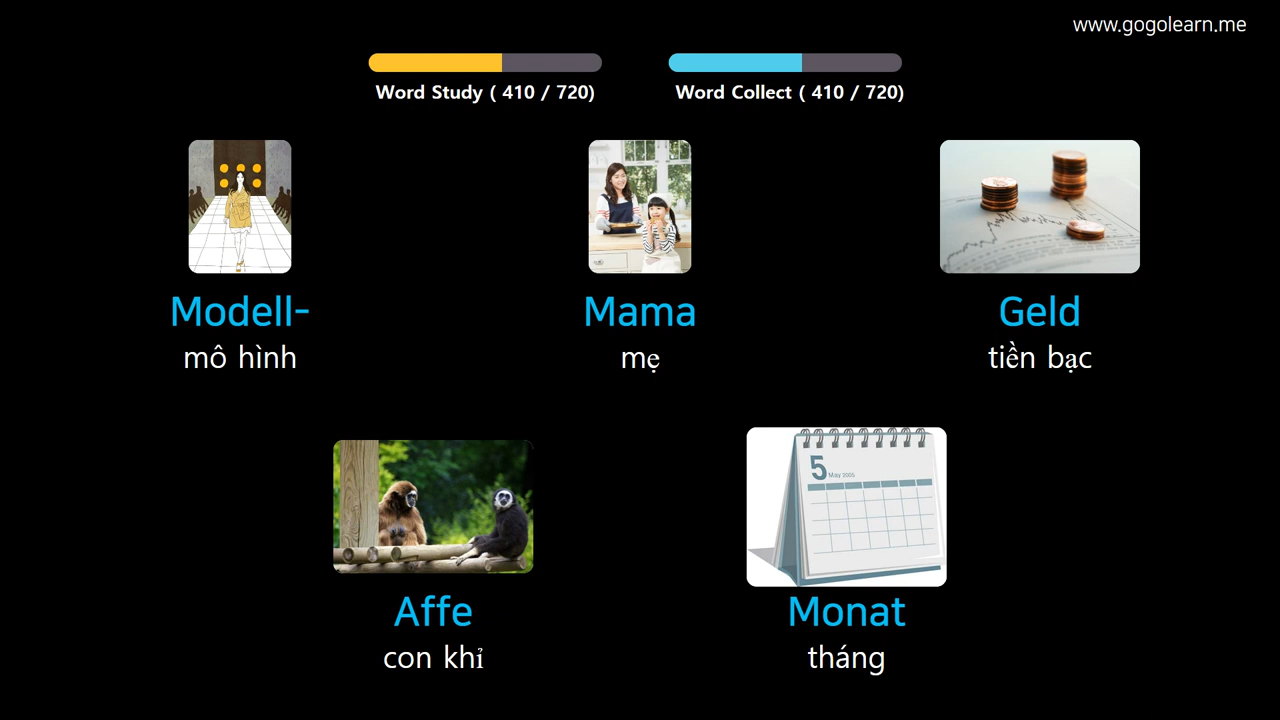 www.gogolearn.me
Word Study ( 410 / 720)
Word Collect ( 410 / 720)
Modell-
mô hình
Mama
mẹ
Geld
tiền bạc
5 May 2005
Affe
con khỉ
Monat
tháng